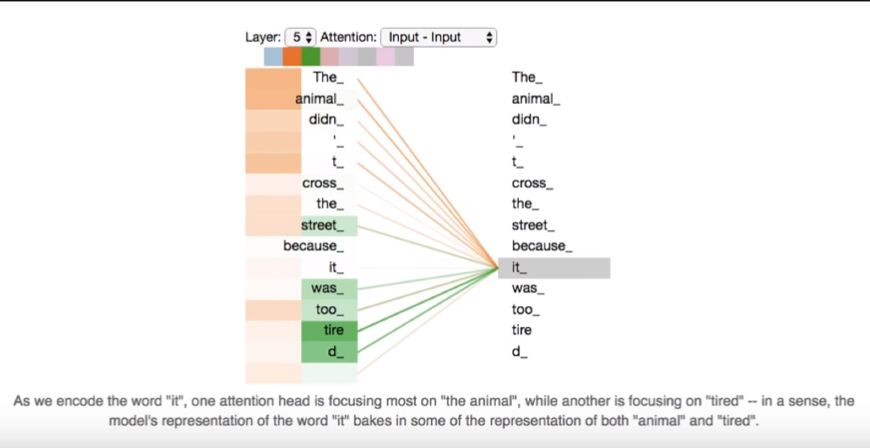 Layer: 5 Attention: Input - Input
The_ The_
animal_ animal_
didn_ didn_
'_ '_
t_ t_
cross_ cross_
the_ the_
street_ street_
because_ because_
it_ it_
was_ was_
too_ too_
tire tire
d_ d_
As we encode the word "it", one attention head is focusing most on "the animal", while another is focusing on "tired" -- in a sense, the
model's representation of the word "it" bakes in some of the representation of both "animal" and "tired".